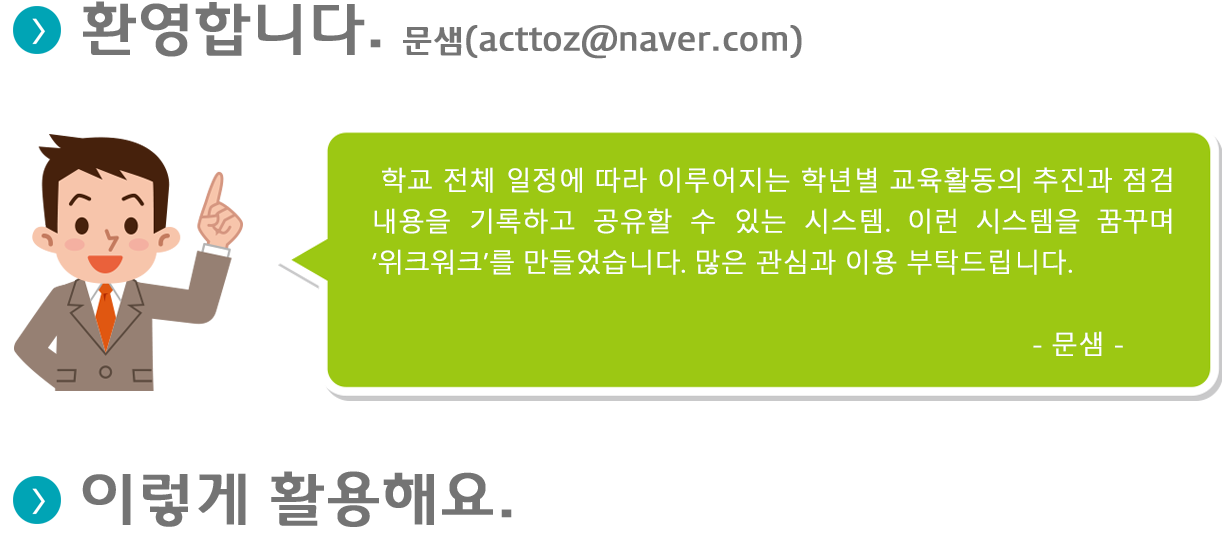 환영합니다. 문샘(acttoz@naver.com)
학교 전체 일정에 따라 이루어지는 학년별 교육활동의 추진과 점검
내용을 기록하고 공유할 수 있는 시스템. 이런 시스템을 꿈꾸며
‘위크워크’를 만들었습니다. 많은 관심과 이용 부탁드립니다.
- 문샘 -
이렇게 활용해요.